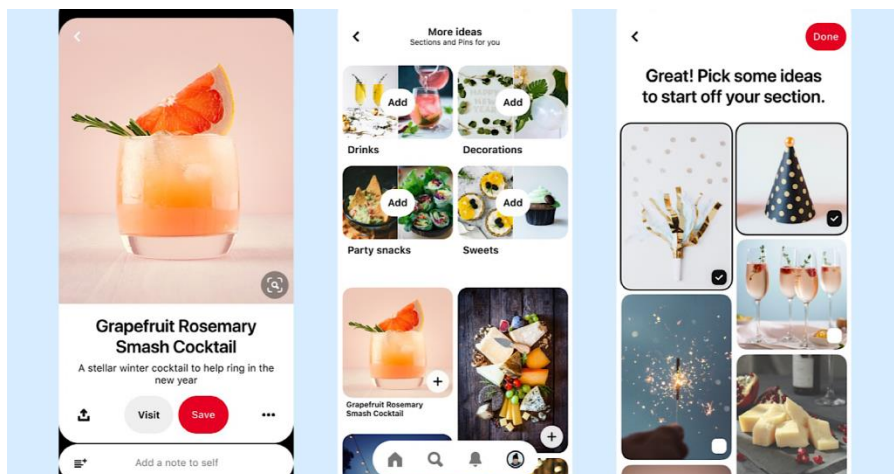 Grapefruit Rosemary
Smash Cocktail
A stellar winter cocktail to help ring in the
new year
Visit
Save
Add a note to self
More ideas
Sections and Pins for you
Add
Add
Drinks
Decorations
Add
Add
Party snacks
Sweets
Grapefruit Rosemary
Smash Cocktail
Done
Great! Pick some ideas
to start off your section.